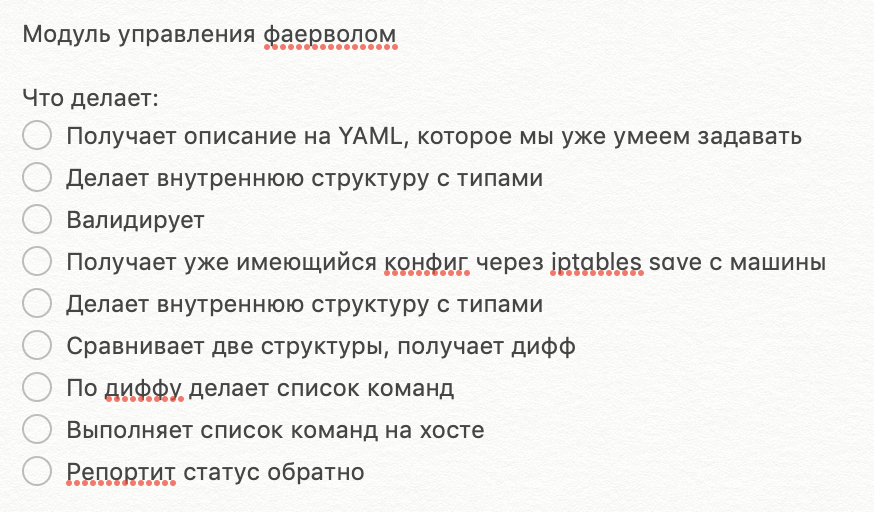 Модуль управления фаерволом
Что делает:
Получает описание на YAML, которое мы уже умеем задавать
Делает внутреннюю структуру с типами
Валидирует
Получает уже имеющийся конфиг через iptables save с машины
Делает внутреннюю структуру с типами
Сравнивает две структуры, получает дифф
По диффу делает список команд
Выполняет список команд на хосте
Репортит статус обратно